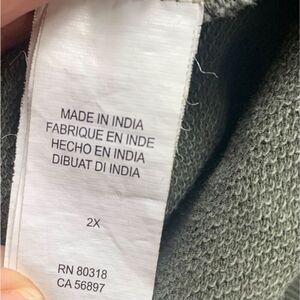 MADE IN INDIA
FABRIQUE EN INDE
HECHO EN INDIA
DIBUAT DI INDIA
2X
RN 80318
CA 56897